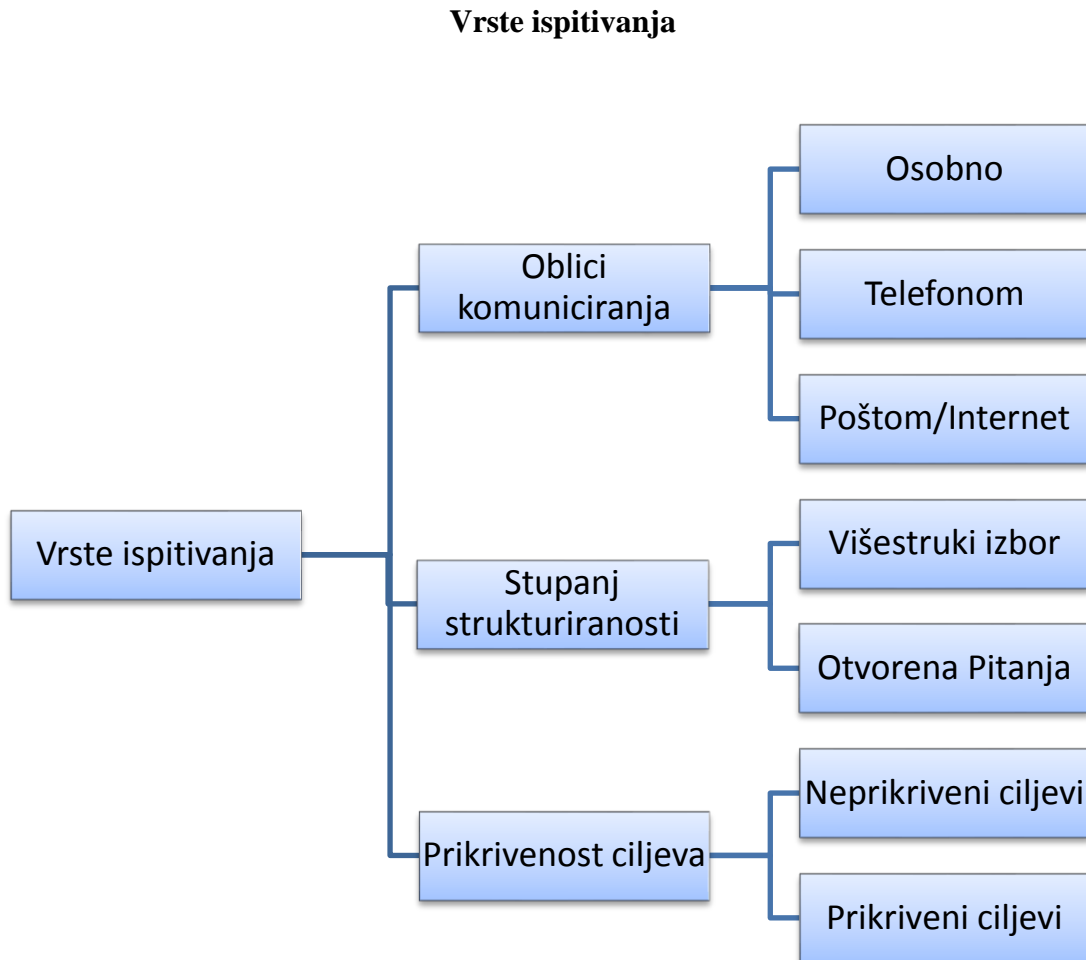 Vrste ispitivanja
Vrste ispitivanja
Oblici
komuniciranja
Osobno
Telefonom
Poštom/Internet
Stupanj
strukturiranosti
Višestruki izbor
Otvorena Pitanja
Prikrivenost ciljeva
Neprikriveni ciljevi
Prikriveni ciljevi